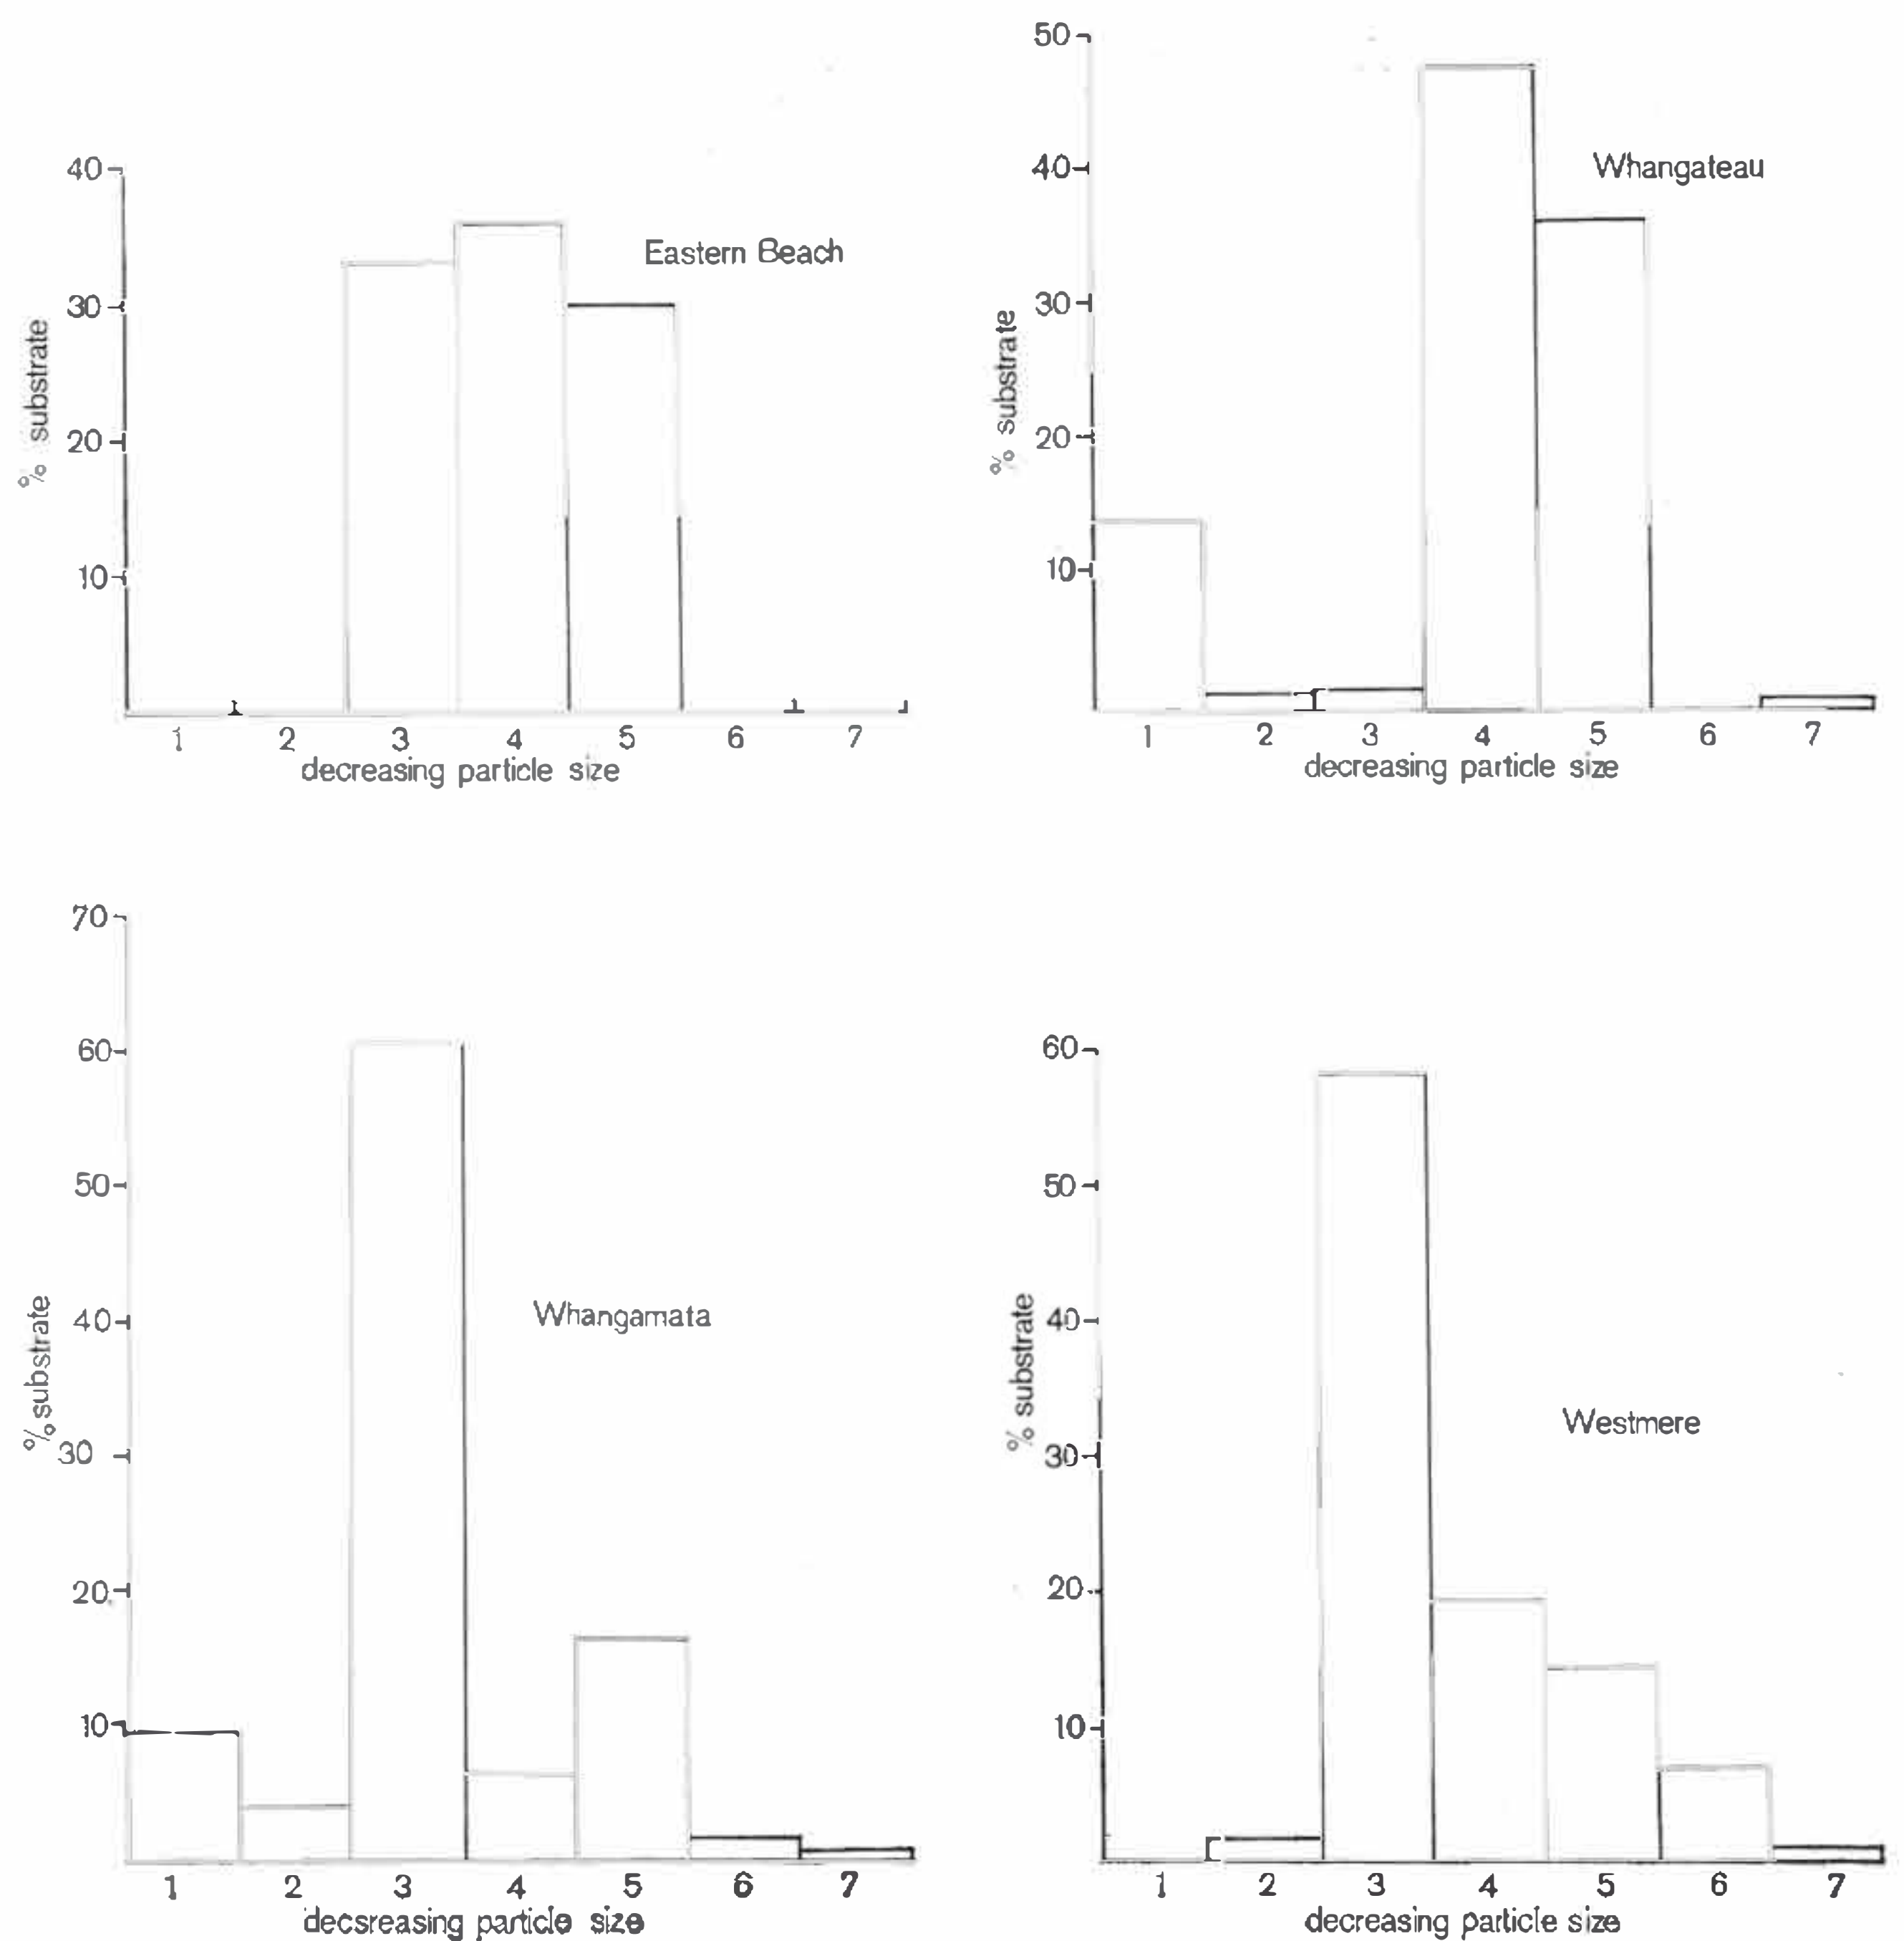 40
30
20
10
% substrate
Eastern Beach
1 2 3 4 5 6 7
decreasing particle size
50
40
30
20
10
% substrate
Whangateau
1 2 3 4 5 6 7
decreasing particle size
70
60
50
40
30
20
10
% substrate
Whangamata
1 2 3 4 5 6 7
decsreasing particle size
60
50
40
30
20
10
% substrate
Westmere
1 2 3 4 5 6 7
decreasing particle size